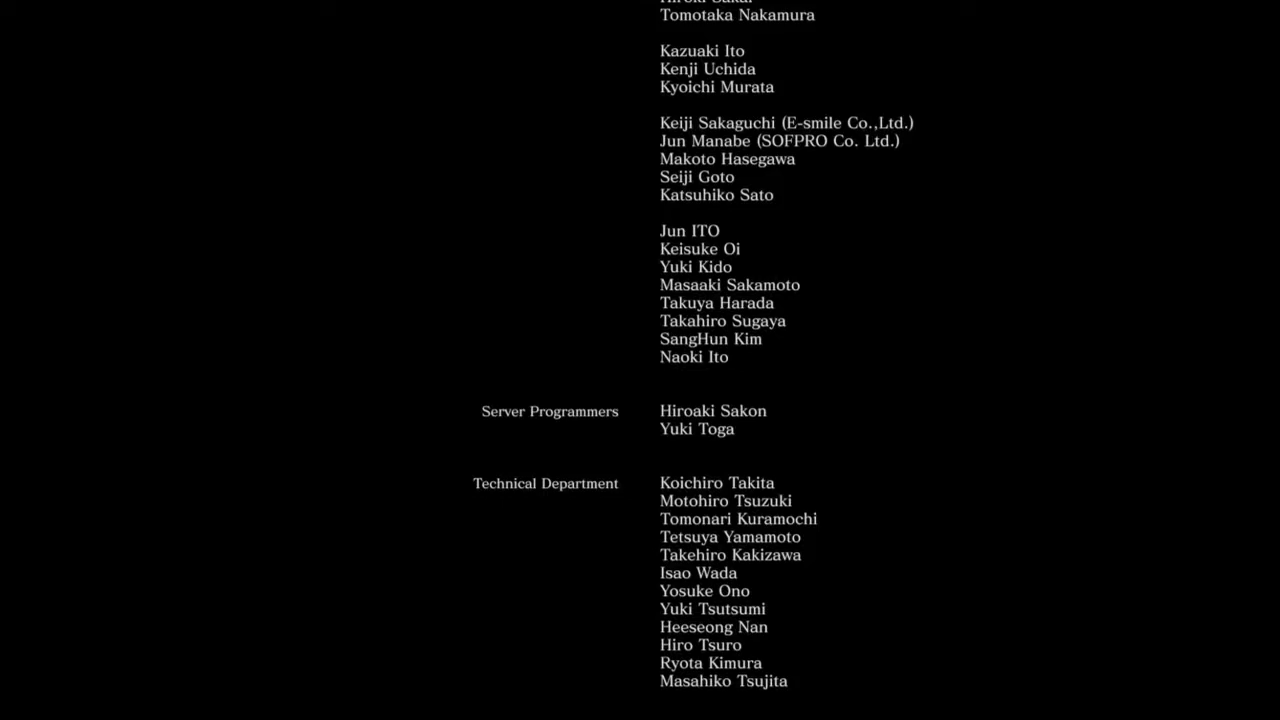 Tomotaka Nakamura
Kazuaki Ito
Kenji Uchida
Kyoichi Murata
Keiji Sakaguchi (E-smile Co.,Ltd.)
Jun Manabe (SOFPRO Co. Ltd.)
Makoto Hasegawa
Seiji Goto
Katsuhiko Sato
Jun ITO
Keisuke Oi
Yuki Kido
Masaaki Sakamoto
Takuya Harada
Takahiro Sugaya
SangHun Kim
Naoki Ito
Server Programmers Hiroaki Sakon
Yuki Toga
Technical Department Koichiro Takita
Motohiro Tsuzuki
Tomonari Kuramochi
Tetsuya Yamamoto
Takehiro Kakizawa
Isao Wada
Yosuke Ono
Yuki Tsutsumi
Heeseong Nan
Hiro Tsuro
Ryota Kimura
Masahiko Tsujita